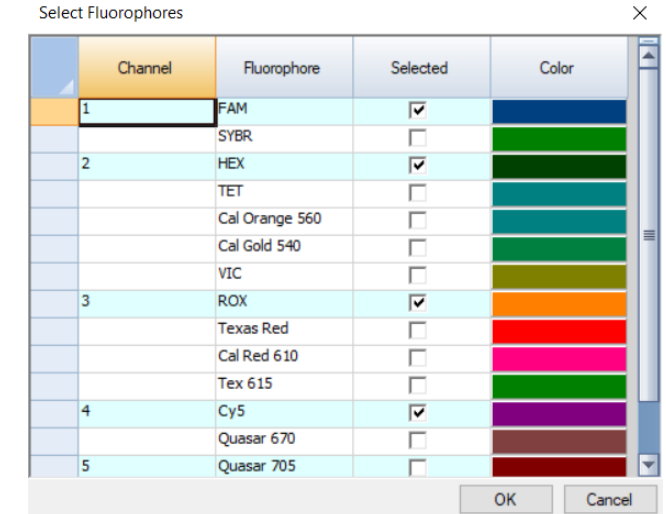 Select Fluorophores
Channel Fluorophore Selected Color
1 FAM
SYBR
2 HEX
TET
Cal Orange 560
Cal Gold 540
VIC
3 ROX
Texas Red
Cal Red 610
Tex 615
4 Cy5
Quasar 670
5 Quasar 705
OK Cancel